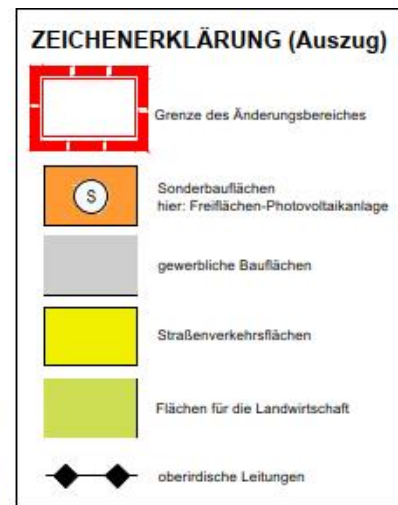 ZEICHENERKLÄRUNG (Auszug)
Grenze des Änderungsbereiches
S
Sonderbauflächen
hier: Freiflächen-Photovoltaikanlage
gewerbliche Bauflächen
Straßenverkehrsflächen
Flächen für die Landwirtschaft
oberirdische Leitungen